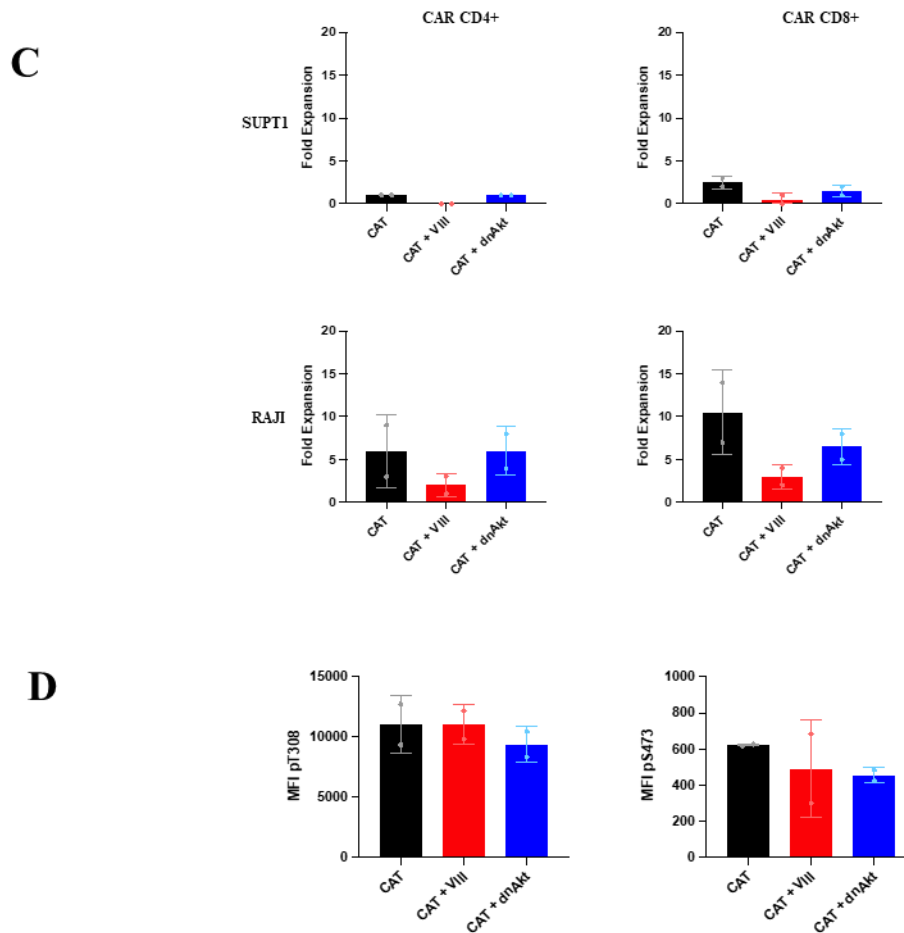 C
CAR CD4+
CAR CD8+
SUPT1
Fold Expansion
20
15
10
5
0
CAT
CAT + VIII
CAT + dnAkt
Fold Expansion
20
15
10
5
0
CAT
CAT + VIII
CAT + dnAkt
RAJI
Fold Expansion
20
15
10
5
0
CAT
CAT + VIII
CAT + dnAkt
Fold Expansion
20
15
10
5
0
CAT
CAT + VIII
CAT + dnAkt
D
MFI pT308
15000
10000
5000
0
CAT
CAT + VIII
CAT + dnAkt
MFI pS473
1000
800
600
400
200
0
CAT
CAT + VIII
CAT + dnAkt